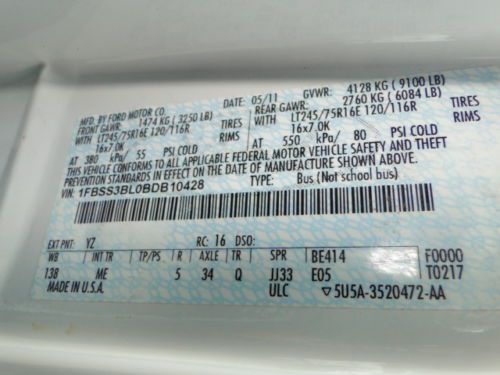 MFD. BY FORD MOTOR CO.
DATE: 05/11 GVWR: 4128 KG ( 9100 LB)
FRONT GAWR: 1474 KG ( 3250 LB) REAR GAWR: 2760 KG ( 6084 LB)
WITH LT245/75R16E 120/116R TIRES WITH LT245/75R16E 120/116R TIRES
16x7.0K RIMS 16x7.0K RIMS
AT 380 kPa/ 55 PSI COLD AT 550 kPa/ 80 PSI COLD
THIS VEHICLE CONFORMS TO ALL APPLICABLE FEDERAL MOTOR VEHICLE SAFETY AND THEFT
PREVENTION STANDARDS IN EFFECT ON THE DATE OF MANUFACTURE SHOWN ABOVE.
VIN: 1FBSS3BL0BDB10428 TYPE: Bus (Not school bus)
EXT PNT: YZ RC: 16 DSO:
WB INT TR TP/PS R AXLE TR SPR BE414 F0000
138 ME 5 34 Q JJ33 E05 T0217
MADE IN U.S.A. ULC ▽5U5A-3520472-AA